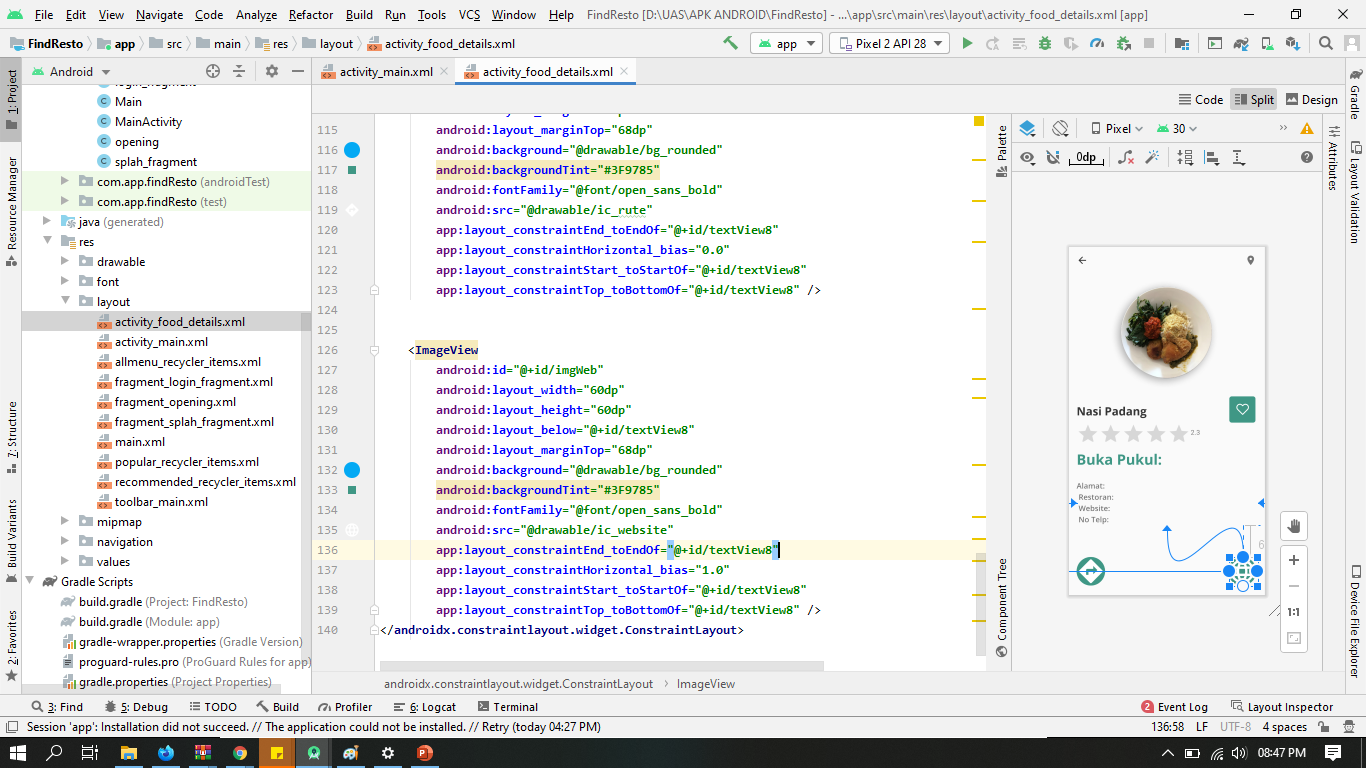 File Edit View Navigate Code Analyze Refactor Build Run Tools VCS Window Help FindResto [D:\UAS\APK ANDROID\FindResto] - ...\app\src\main\res\layout\activity_food_details.xml [app]
FindResto app src main res layout activity_food_details.xml app Pixel 2 API 28
Android activity_main.xml activity_food_details.xml
Code Split Design
1: Project
Resource Manager
Z: Structure
Build Variants
2: Favorites
Main
MainActivity
opening
splah_fragment
com.app.findResto (androidTest)
com.app.findResto (test)
java (generated)
res
drawable
font
layout
activity_food_details.xml
activity_main.xml
allmenu_recycler_items.xml
fragment_login_fragment.xml
fragment_opening.xml
fragment_splah_fragment.xml
main.xml
popular_recycler_items.xml
recommended_recycler_items.xml
toolbar_main.xml
mipmap
navigation
values
Gradle Scripts
build.gradle (Project: FindResto)
build.gradle (Module: app)
gradle-wrapper.properties (Gradle Version)
proguard-rules.pro (ProGuard Rules for app)
gradle.properties (Project Properties)
115 android:layout_marginTop="68dp"
116 android:background="@drawable/bg_rounded"
117 android:backgroundTint="#3F9785"
118 android:fontFamily="@font/open_sans_bold"
119 android:src="@drawable/ic_rute"
120 app:layout_constraintEnd_toEndOf="@+id/textView8"
121 app:layout_constraintHorizontal_bias="0.0"
122 app:layout_constraintStart_toStartOf="@+id/textView8"
123 app:layout_constraintTop_toBottomOf="@+id/textView8" />
124
125
126 <ImageView
127 android:id="@+id/imgWeb"
128 android:layout_width="60dp"
129 android:layout_height="60dp"
130 android:layout_below="@+id/textView8"
131 android:layout_marginTop="68dp"
132 android:background="@drawable/bg_rounded"
133 android:backgroundTint="#3F9785"
134 android:fontFamily="@font/open_sans_bold"
135 android:src="@drawable/ic_website"
136 app:layout_constraintEnd_toEndOf="@+id/textView8"
137 app:layout_constraintHorizontal_bias="1.0"
138 app:layout_constraintStart_toStartOf="@+id/textView8"
139 app:layout_constraintTop_toBottomOf="@+id/textView8" />
140 </androidx.constraintlayout.widget.ConstraintLayout>
androidx.constraintlayout.widget.ConstraintLayout › ImageView
Palette
Component Tree
Pixel 30 »
0dp
Nasi Padang
2.3
Buka Pukul:
Alamat:
Restoran:
Website:
No Telp:
6
1:1
Gradle
Attributes
Layout Validation
Device File Explorer
3: Find 5: Debug TODO Build Profiler 6: Logcat Terminal 2 Event Log Layout Inspector
Session 'app': Installation did not succeed. // The application could not be installed. // Retry (today 04:27 PM) 136:58 LF UTF-8 4 spaces
08:47 PM